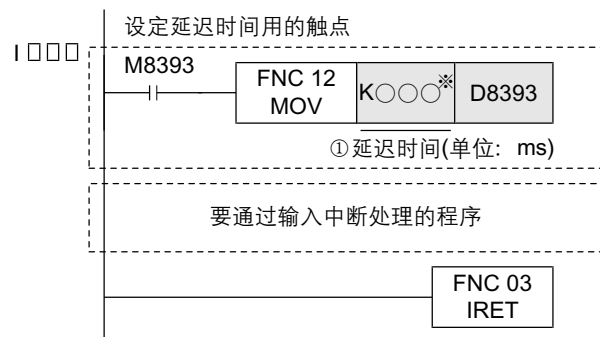 设定延迟时间用的触点
I□□□
M8393
FNC 12
MOV
K○○○※
D8393
①延迟时间(单位: ms)
要通过输入中断处理的程序
FNC 03
IRET